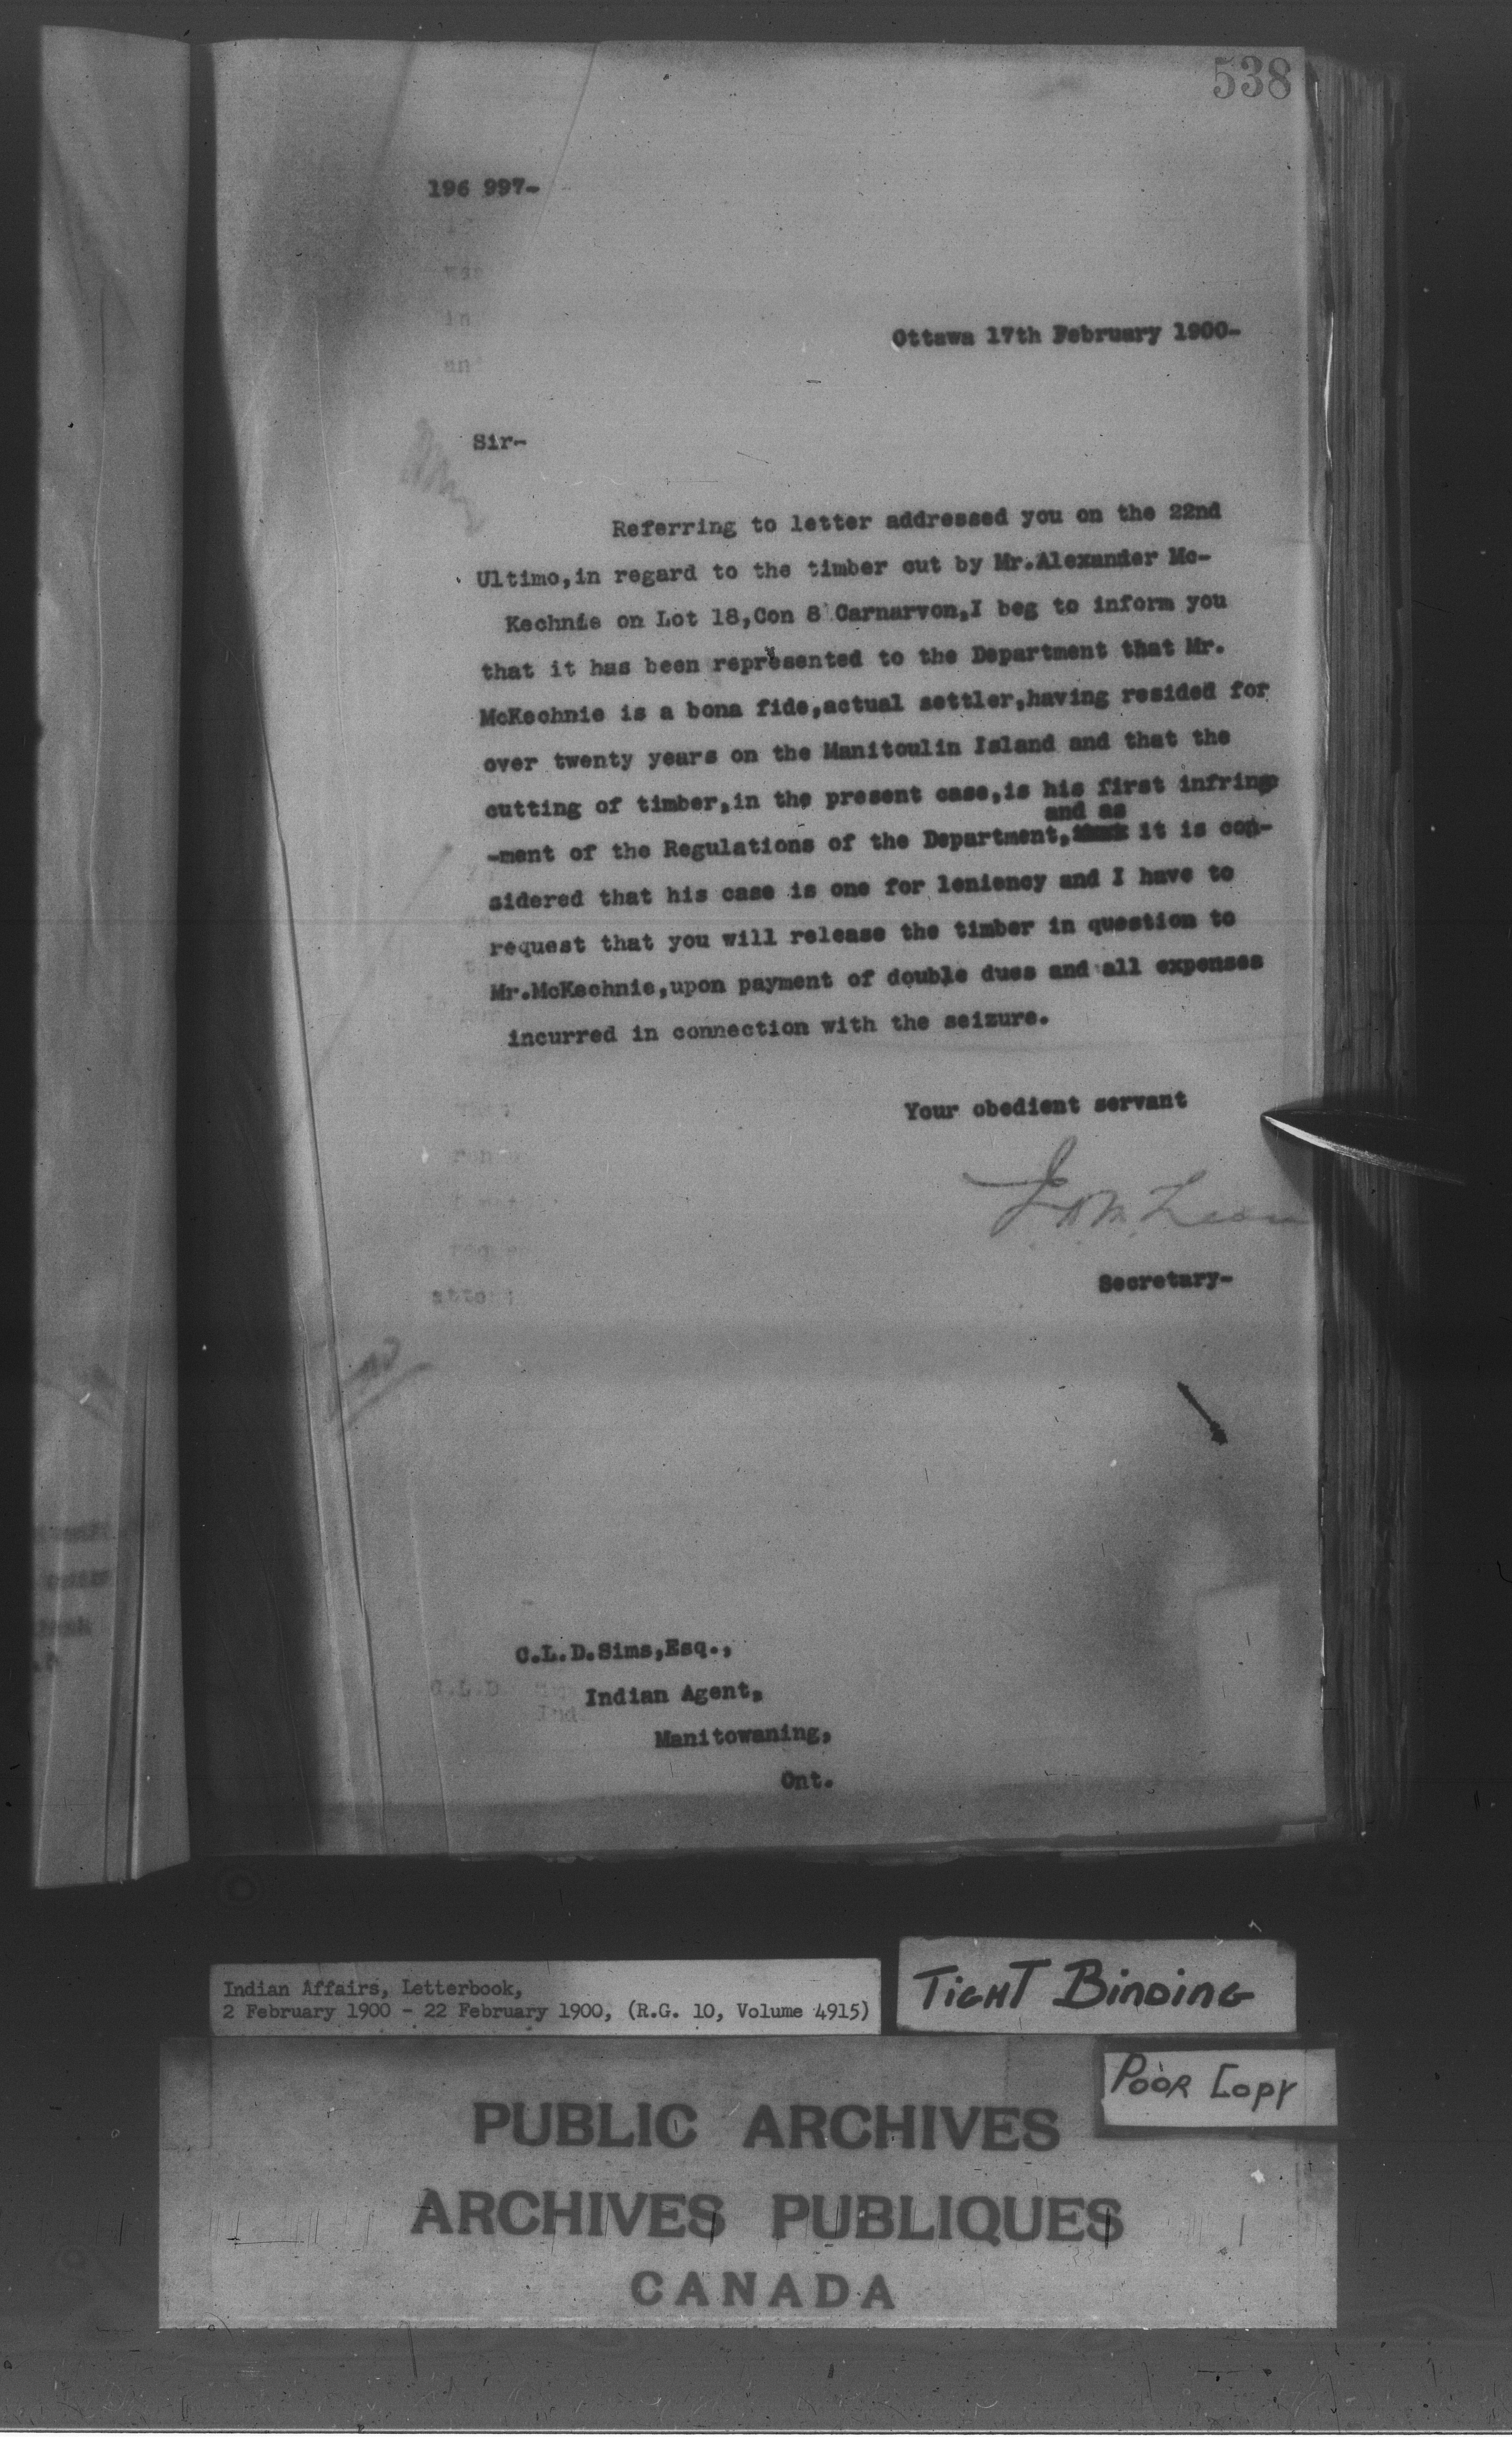 538
196 997-
Ottawa 17th February 1900-
Sir-
Referring to letter addressed you on the 22nd
Ultimo,in regard to the timber cut by Mr.Alexander Mc-
Kechnie on Lot 18,Con 8 Carnarvon,I beg to inform you
that it has been represented to the Department that Mr.
McKechnie is a bona fide,actual settler,having resided for
over twenty years on the Manitoulin Island and that the
cutting of timber,in the present case,is his first infringe
and as
-ment of the Regulations of the Department, it is con-
sidered that his case is one for leniency and I have to
request that you will release the timber in question to
Mr.McKechnie,upon payment of double dues and all expenses
incurred in connection with the seizure.
Your obedient servant
Secretary-
C.L.D.Sims,Esq.,
Indian Agent,
Manitowaning,
Ont.
Indian Affairs, Letterbook,
2 February 1900 - 22 February 1900, (R.G. 10, Volume 4915)
TIGHT BINDING
POOR COPY
PUBLIC ARCHIVES
ARCHIVES PUBLIQUES
CANADA